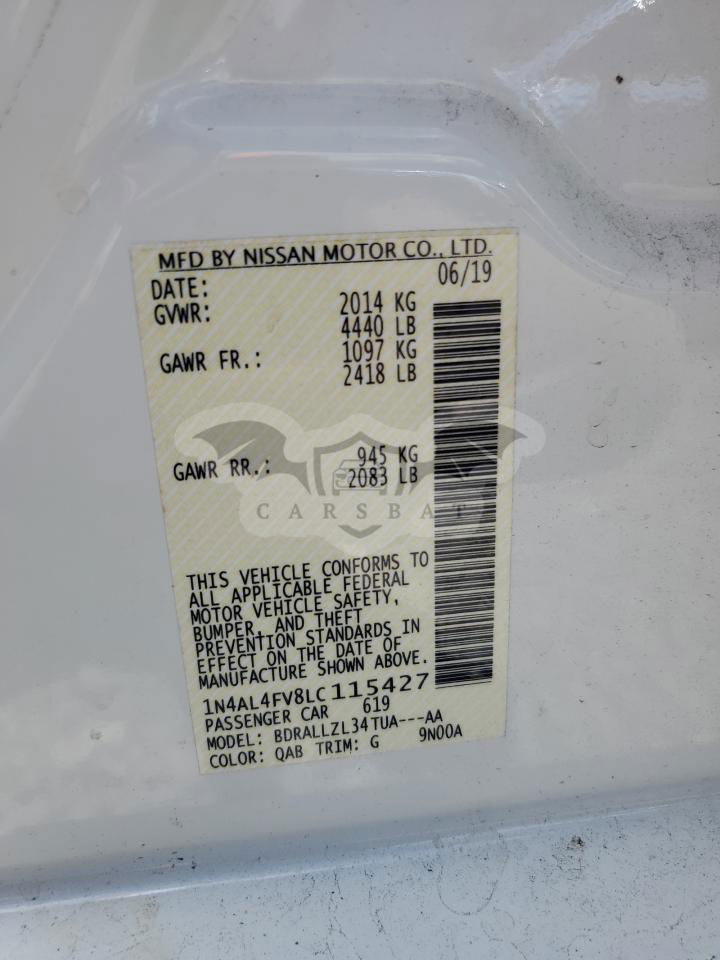 MFD BY NISSAN MOTOR CO., LTD.
DATE: 06/19
GVWR: 2014 KG
4440 LB
GAWR FR.: 1097 KG
2418 LB
GAWR RR.: 945 KG
2083 LB
CARSBAT
THIS VEHICLE CONFORMS TO
ALL APPLICABLE FEDERAL
MOTOR VEHICLE SAFETY,
BUMPER, AND THEFT
PREVENTION STANDARDS IN
EFFECT ON THE DATE OF
MANUFACTURE SHOWN ABOVE.
1N4AL4FV8LC115427
PASSENGER CAR 619
MODEL: BDRALLZL34TUA---AA
COLOR: QAB TRIM: G 9N00A